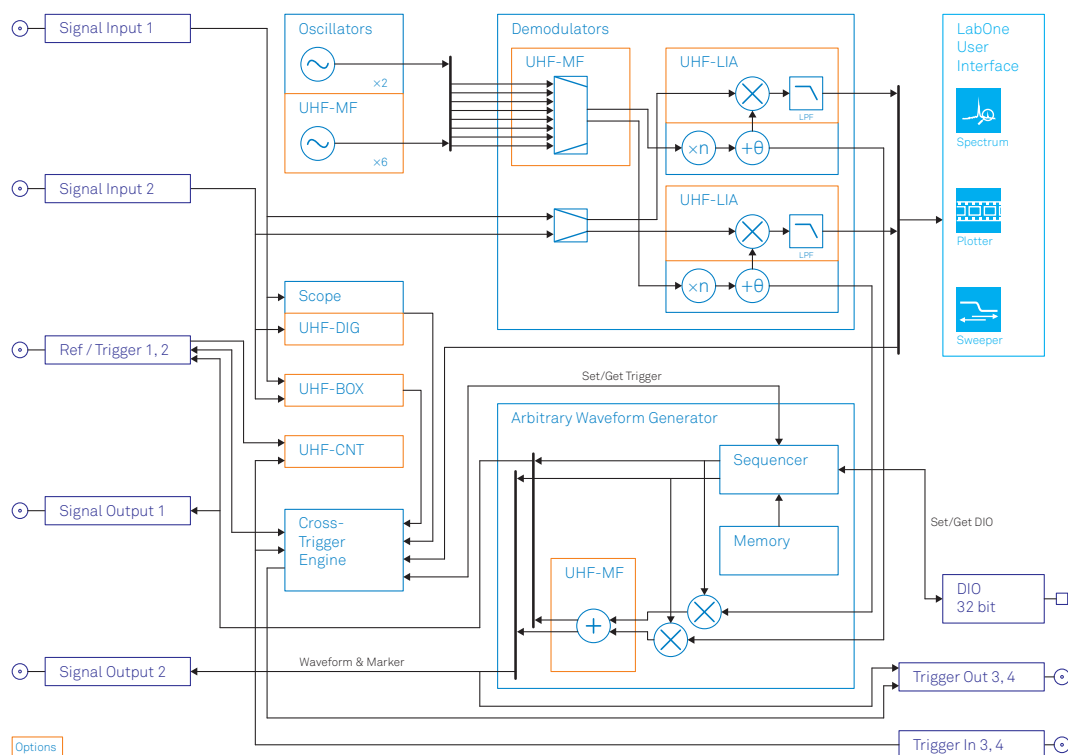 Signal Input 1
Oscillators
×2
UHF-MF
×6
Demodulators
UHF-MF
UHF-LIA
LPF
×n
+θ
LabOne
User
Interface
Spectrum
Plotter
Sweeper
Signal Input 2
UHF-LIA
LPF
×n
+θ
Scope
UHF-DIG
Ref / Trigger 1, 2
UHF-BOX
Set/Get Trigger
UHF-CNT
Arbitrary Waveform Generator
Sequencer
Memory
Signal Output 1
Cross-
Trigger
Engine
UHF-MF
+
Set/Get DIO
DIO
32 bit
Signal Output 2
Waveform & Marker
Trigger Out 3, 4
Trigger In 3, 4
Options